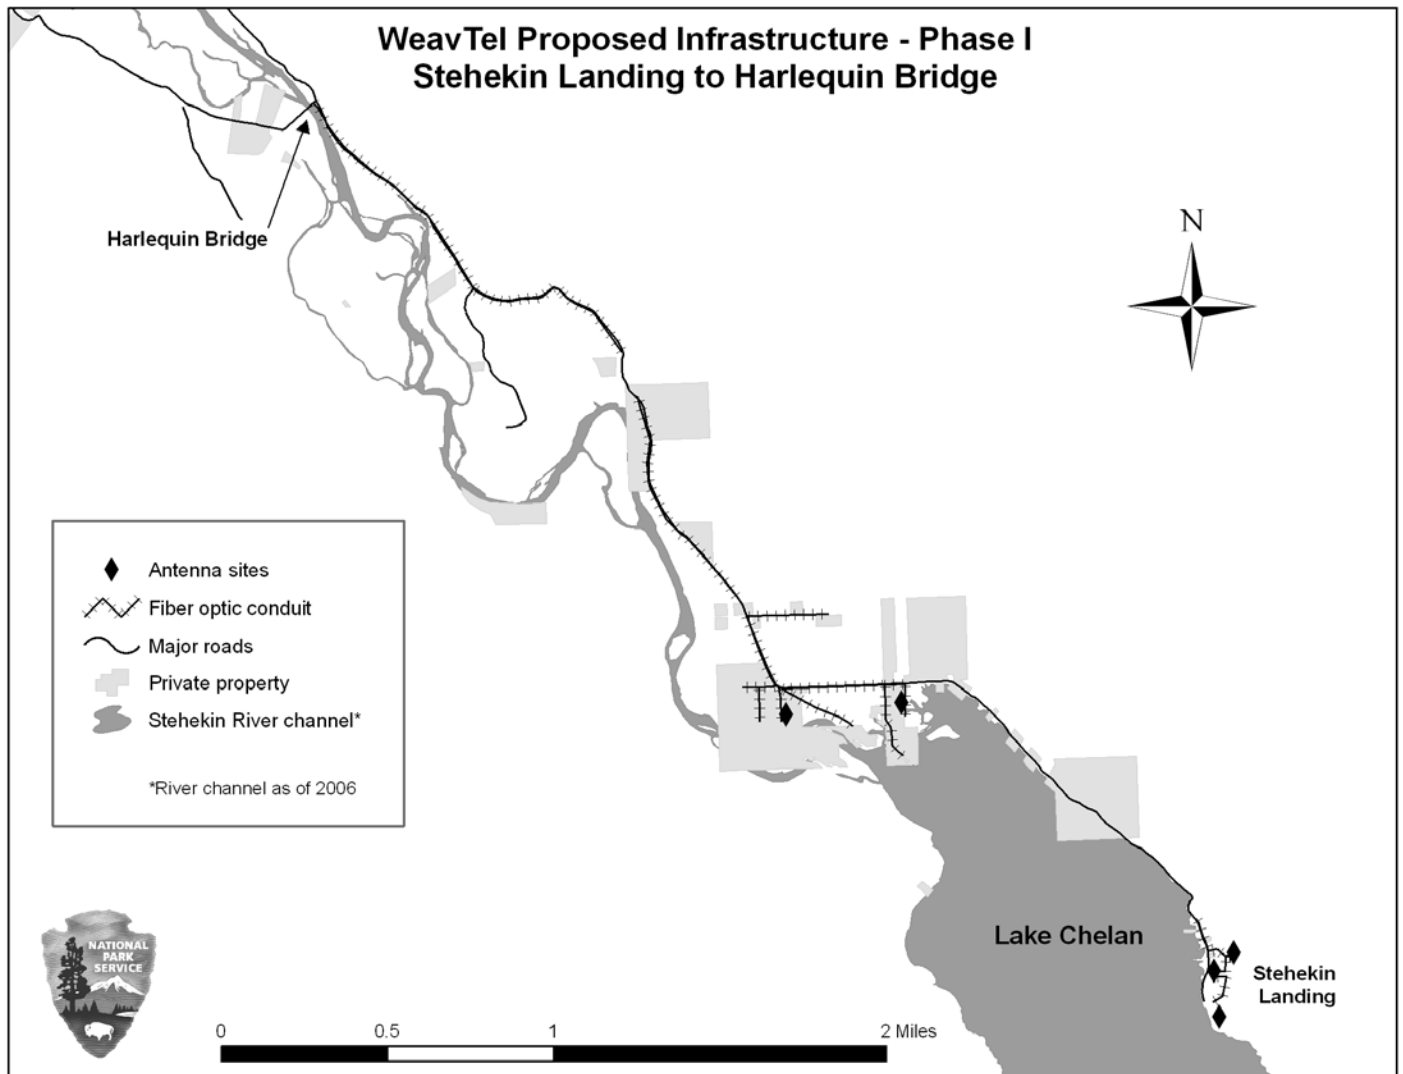 WeavTel Proposed Infrastructure - Phase I
Stehekin Landing to Harlequin Bridge
N
Harlequin Bridge
Antenna sites
Fiber optic conduit
Major roads
Private property
Stehekin River channel*
*River channel as of 2006
NATIONAL
PARK
SERVICE
Lake Chelan
Stehekin
Landing
0 0.5 1 2 Miles